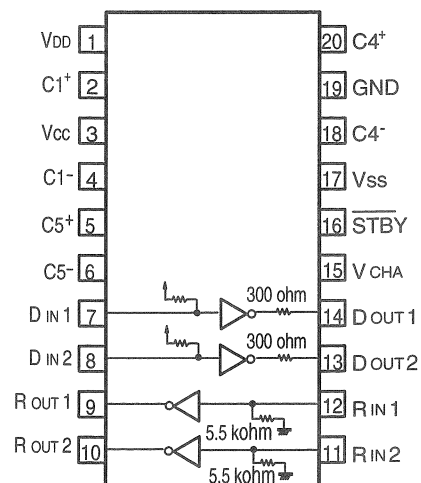 VDD 1 20 C4+
C1+ 2 19 GND
Vcc 3 18 C4-
C1- 4 17 Vss
C5+ 5 16 STBY
C5- 6 15 V CHA
300 ohm
D IN 1 7 14 D OUT 1
300 ohm
D IN 2 8 13 D OUT 2
R OUT 1 9 12 R IN 1
5.5 kohm
R OUT 2 10 11 R IN 2
5.5 kohm